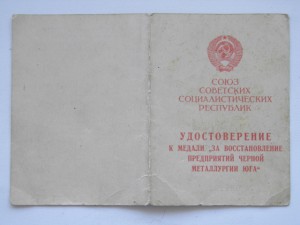 СОЮЗ
СОВЕТСКИХ
СОЦИАЛИСТИЧЕСКИХ
РЕСПУБЛИК
УДОСТОВЕРЕНИЕ
К МЕДАЛИ „ЗА ВОССТАНОВЛЕНИЕ
ПРЕДПРИЯТИЙ ЧЕРНОЙ
МЕТАЛЛУРГИИ ЮГА“